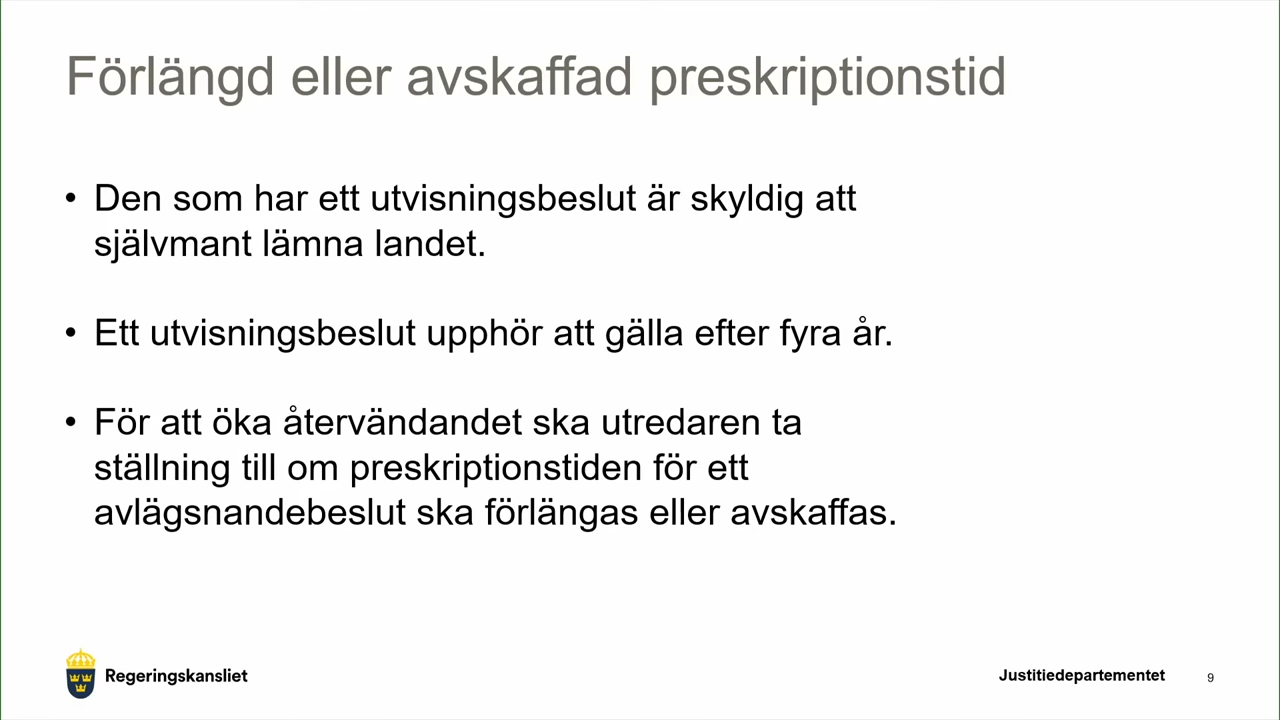 Förlängd eller avskaffad preskriptionstid
• Den som har ett utvisningsbeslut är skyldig att
självmant lämna landet.
• Ett utvisningsbeslut upphör att gälla efter fyra år.
• För att öka återvändandet ska utredaren ta
ställning till om preskriptionstiden för ett
avlägsnandebeslut ska förlängas eller avskaffas.
Regeringskansliet
Justitiedepartementet
9